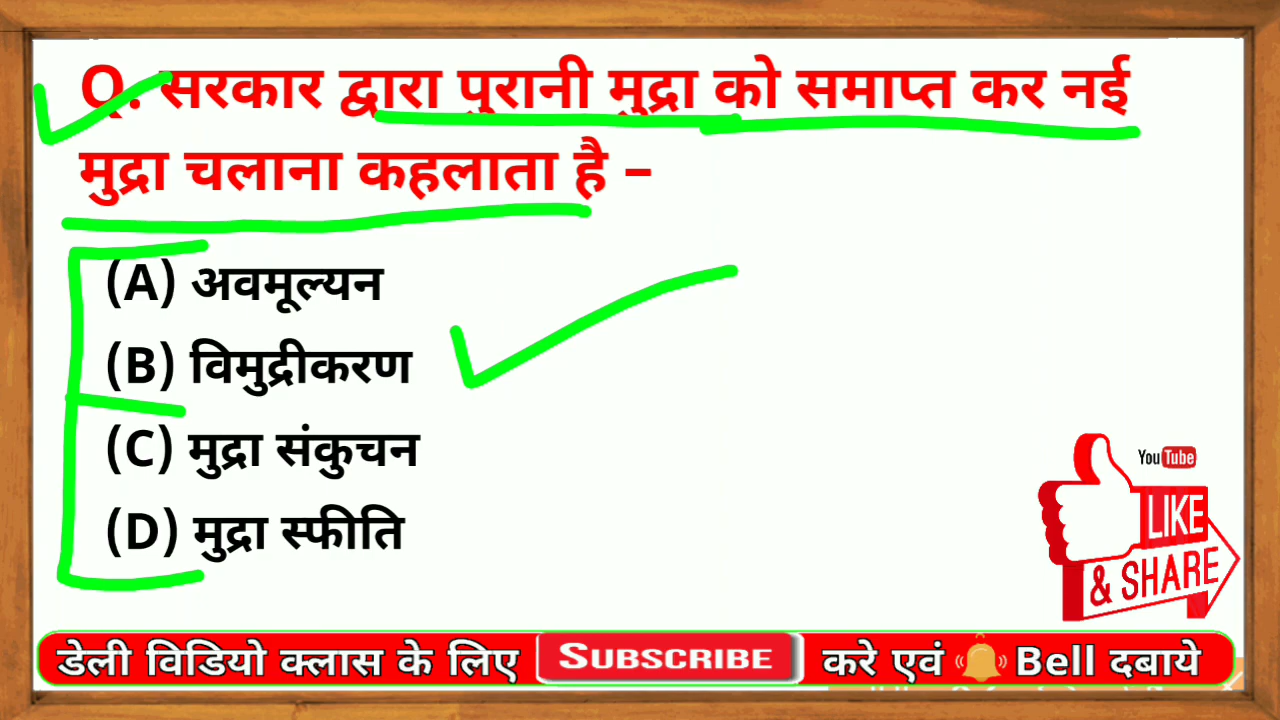 Q. सरकार द्वारा पुरानी मुद्रा को समाप्त कर नई
मुद्रा चलाना कहलाता है –
(A) अवमूल्यन
(B) विमुद्रीकरण
(C) मुद्रा संकुचन
(D) मुद्रा स्फीति
YouTube
LIKE
& SHARE
डेली विडियो क्लास के लिए SUBSCRIBE करे एवं Bell दबाये